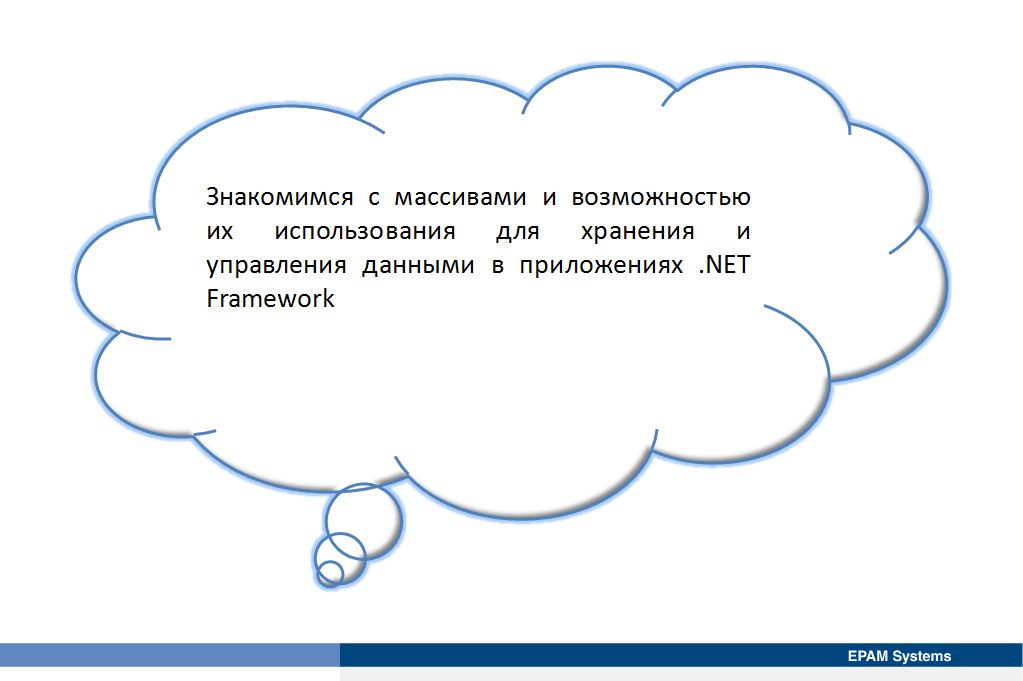 Знакомимся с массивами и возможностью
их использования для хранения и
управления данными в приложениях .NET
Framework
EPAM Systems